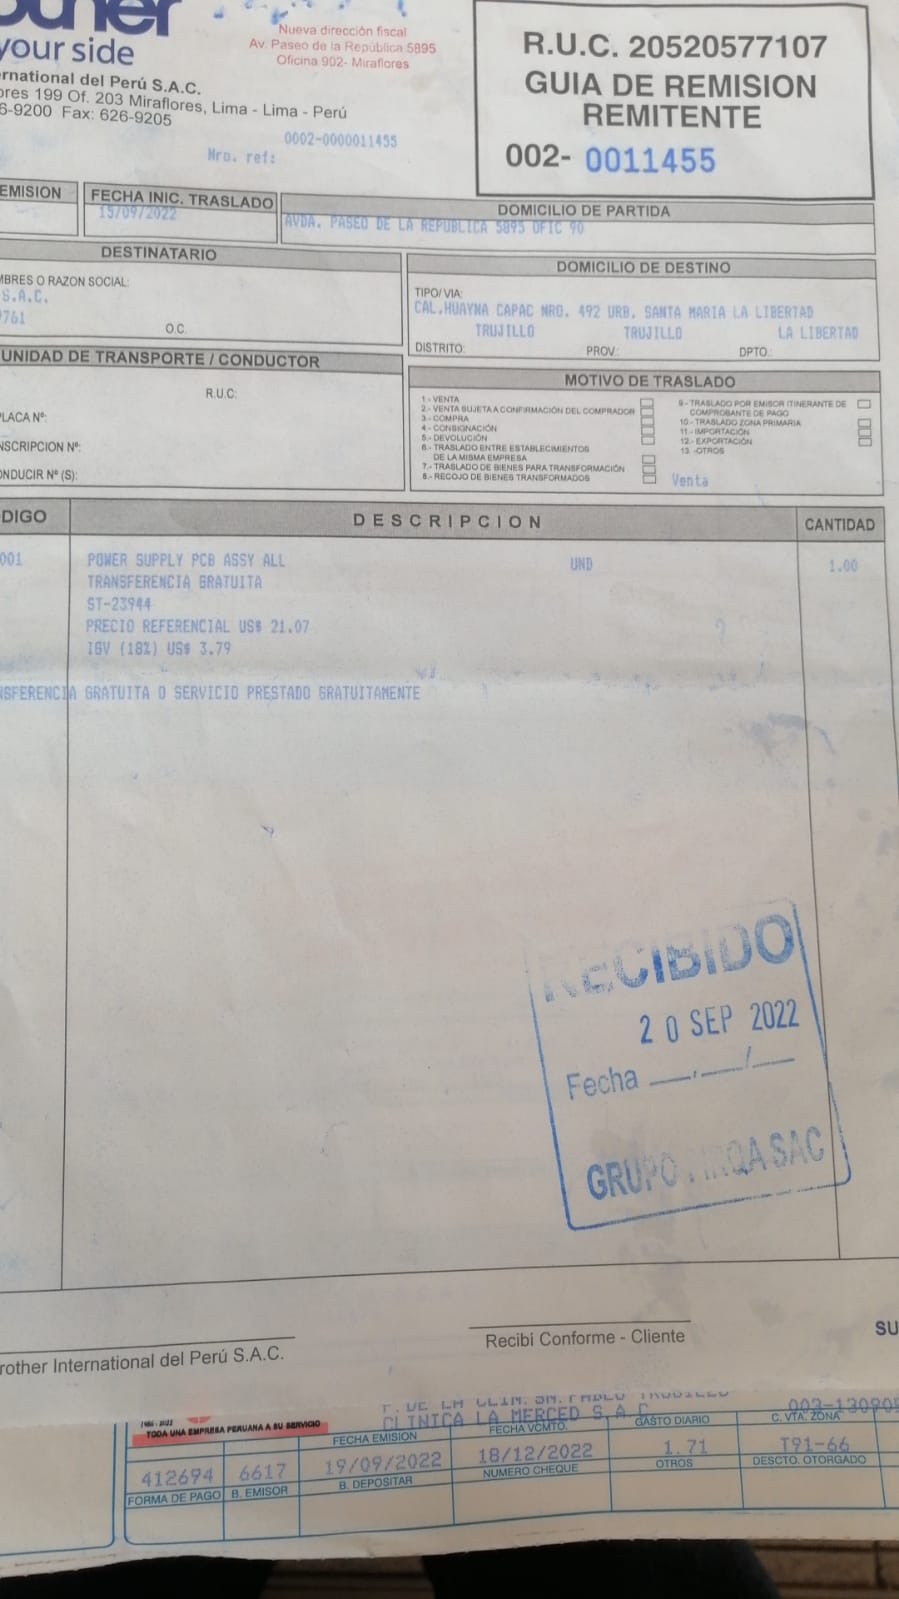 your side
Nueva dirección fiscal
Av. Paseo de la República 5895
Oficina 902- Miraflores
rnational del Perú S.A.C.
ores 199 Of. 203 Miraflores, Lima - Lima - Perú
6-9200 Fax: 626-9205
0002-0000011455
Nro. ref:
R.U.C. 20520577107
GUIA DE REMISION
REMITENTE
002- 0011455
EMISION
FECHA INIC. TRASLADO
15/09/2022
DOMICILIO DE PARTIDA
AVDA. PASEO DE LA REPUBLICA 5895 OFIC 90
DESTINATARIO
MBRES O RAZON SOCIAL:
S.A.C.
9761
O.C.
DOMICILIO DE DESTINO
TIPO/VIA:
CAL.HUAYNA CAPAC NRO. 492 URB. SANTA MARIA LA LIBERTAD
TRUJILLO TRUJILLO LA LIBERTAD
DISTRITO: PROV.: DPTO.:
UNIDAD DE TRANSPORTE / CONDUCTOR
R.U.C:
LACA Nº:
NSCRIPCION Nº:
ONDUCIR Nº (S):
MOTIVO DE TRASLADO
1.- VENTA
2.- VENTA SUJETA A CONFIRMACIÓN DEL COMPRADOR
3.- COMPRA
4.- CONSIGNACIÓN
5.- DEVOLUCIÓN
6.- TRASLADO ENTRE ESTABLECIMIENTOS
DE LA MISMA EMPRESA
7.- TRASLADO DE BIENES PARA TRANSFORMACIÓN
8.- RECOJO DE BIENES TRANSFORMADOS
9.- TRASLADO POR EMISOR ITINERANTE DE
COMPROBANTE DE PAGO
10.- TRASLADO ZONA PRIMARIA
11.- IMPORTACIÓN
12.- EXPORTACIÓN
13 .-OTROS
Venta
DIGO DESCRIPCION CANTIDAD
001 POWER SUPPLY PCB ASSY ALL UND 1.00
TRANSFERENCIA GRATUITA
ST-23944
PRECIO REFERENCIAL US$ 21.07
IGV (18%) US$ 3.79
NSFERENCIA GRATUITA O SERVICIO PRESTADO GRATUITAMENTE
RECIBIDO
20 SEP 2022
Fecha
GRUPO SAC
rother International del Perú S.A.C.
Recibi Conforme - Cliente
SU
TODA UNA EMPRESA PERUANA A SU SERVICIO
CLINICA LA MERCED S.A.C
FECHA EMISION FECHA VCMTO. GASTO DIARIO C. VTA. ZONA
412694 6617 19/09/2022 18/12/2022 1.71 T91-66
FORMA DE PAGO B. EMISOR B. DEPOSITAR NUMERO CHEQUE OTROS DESCTO. OTORGADO